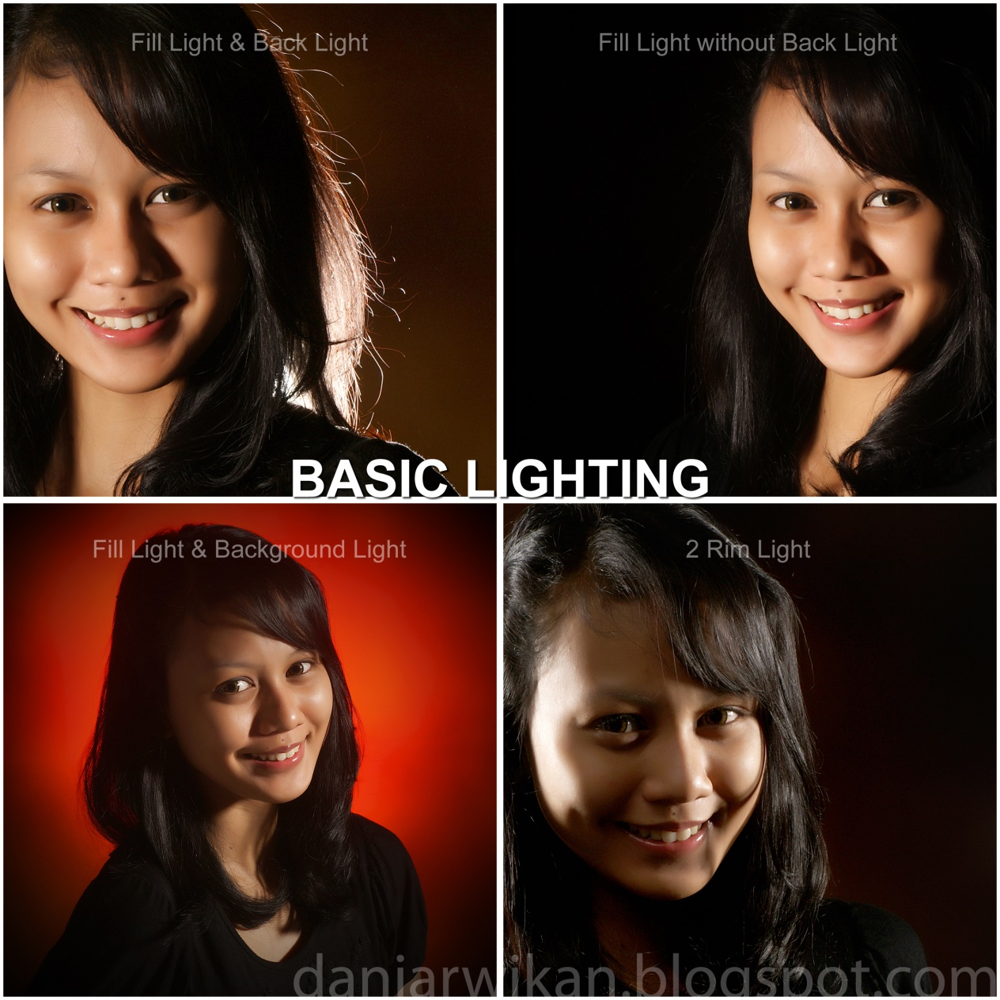 Fill Light & Back Light
Fill Light without Back Light
BASIC LIGHTING
Fill Light & Background Light
2 Rim Light
daniarwikan.blogspot.com